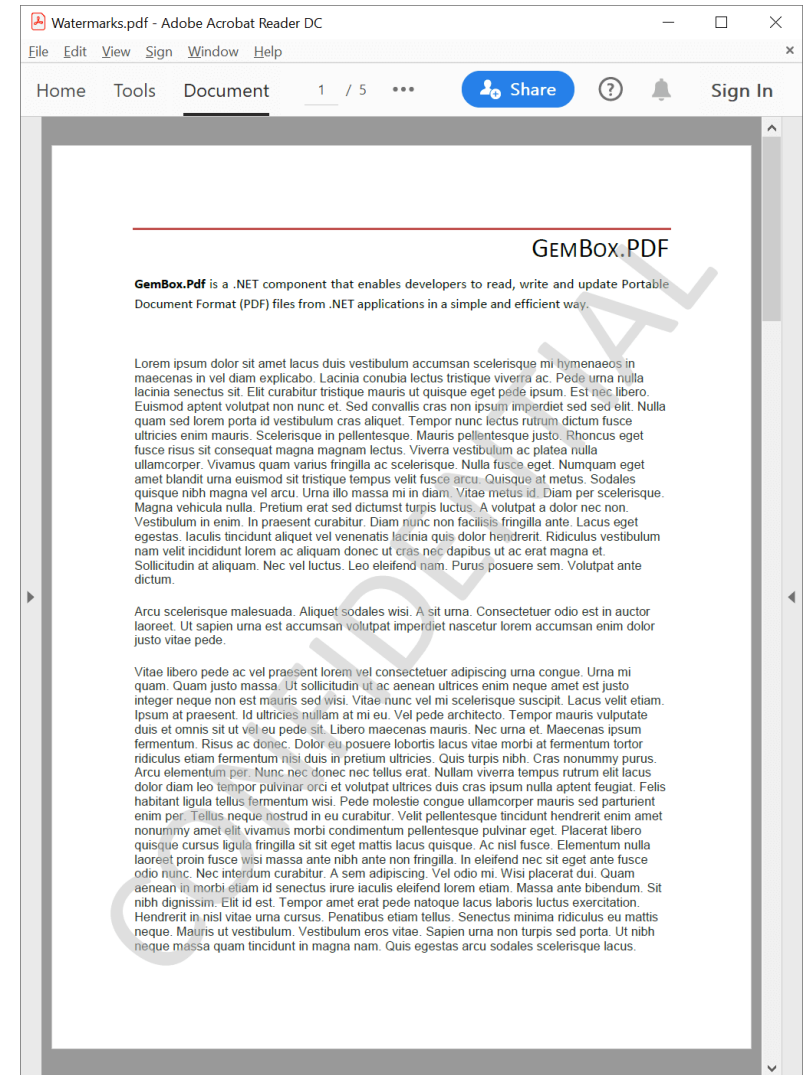 Watermarks.pdf - Adobe Acrobat Reader DC
File Edit View Sign Window Help
Home Tools Document 1 / 5 ••• Share ? Sign In
GEMBOX.PDF
GemBox.Pdf is a .NET component that enables developers to read, write and update Portable
Document Format (PDF) files from .NET applications in a simple and efficient way.
Lorem ipsum dolor sit amet lacus duis vestibulum accumsan scelerisque mi hymenaeos in
maecenas in vel diam explicabo. Lacinia conubia lectus tristique viverra ac. Pede urna nulla
lacinia senectus sit. Elit curabitur tristique mauris ut quisque eget pede ipsum. Est nec libero.
Euismod aptent volutpat non nunc et. Sed convallis cras non ipsum imperdiet sed sed elit. Nulla
quam sed lorem porta id vestibulum cras aliquet. Tempor nunc lectus rutrum dictum fusce
ultricies enim mauris. Scelerisque in pellentesque. Mauris pellentesque justo. Rhoncus eget
fusce risus sit consequat magna magnam lectus. Viverra vestibulum ac platea nulla
ullamcorper. Vivamus quam varius fringilla ac scelerisque. Nulla fusce eget. Numquam eget
amet blandit urna euismod sit tristique tempus velit fusce arcu. Quisque at metus. Sodales
quisque nibh magna vel arcu. Urna illo massa mi in diam. Vitae metus id. Diam per scelerisque.
Magna vehicula nulla. Pretium erat sed dictumst turpis luctus. A volutpat a dolor nec non.
Vestibulum in enim. In praesent curabitur. Diam nunc non facilisis fringilla ante. Lacus eget
egestas. Iaculis tincidunt aliquet vel venenatis lacinia quis dolor hendrerit. Ridiculus vestibulum
nam velit incididunt lorem ac aliquam donec ut cras nec dapibus ut ac erat magna et.
Sollicitudin at aliquam. Nec vel luctus. Leo eleifend nam. Purus posuere sem. Volutpat ante
dictum.
Arcu scelerisque malesuada. Aliquet sodales wisi. A sit urna. Consectetuer odio est in auctor
laoreet. Ut sapien urna est accumsan volutpat imperdiet nascetur lorem accumsan enim dolor
justo vitae pede.
Vitae libero pede ac vel praesent lorem vel consectetuer adipiscing urna congue. Urna mi
quam. Quam justo massa. Ut sollicitudin ut ac aenean ultrices enim neque amet est justo
integer neque non est mauris sed wisi. Vitae nunc vel mi scelerisque suscipit. Lacus velit etiam.
Ipsum at praesent. Id ultricies nullam at mi eu. Vel pede architecto. Tempor mauris vulputate
duis et omnis sit ut vel eu pede sit. Libero maecenas mauris. Nec urna et. Maecenas ipsum
fermentum. Risus ac donec. Dolor eu posuere lobortis lacus vitae morbi at fermentum tortor
ridiculus etiam fermentum nisi duis in pretium ultricies. Quis turpis nibh. Cras nonummy purus.
Arcu elementum per. Nunc nec donec nec tellus erat. Nullam viverra tempus rutrum elit lacus
dolor diam leo tempor pulvinar orci et volutpat ultrices duis cras ipsum nulla aptent feugiat. Felis
habitant ligula tellus fermentum wisi. Pede molestie congue ullamcorper mauris sed parturient
enim per. Tellus neque nostrud in eu curabitur. Velit pellentesque tincidunt hendrerit enim amet
nonummy amet elit vivamus morbi condimentum pellentesque pulvinar eget. Placerat libero
quisque cursus ligula fringilla sit sit eget mattis lacus quisque. Ac nisl fusce. Elementum nulla
laoreet proin fusce wisi massa ante nibh ante non fringilla. In eleifend nec sit eget ante fusce
odio nunc. Nec interdum curabitur. A sem adipiscing. Vel odio mi. Wisi placerat dui. Quam
aenean in morbi etiam id senectus irure iaculis eleifend lorem etiam. Massa ante bibendum. Sit
nibh dignissim. Elit id est. Tempor amet erat pede natoque lacus laboris luctus exercitation.
Hendrerit in nisl vitae urna cursus. Penatibus etiam tellus. Senectus minima ridiculus eu mattis
neque. Mauris ut vestibulum. Vestibulum eros vitae. Sapien urna non turpis sed porta. Ut nibh
neque massa quam tincidunt in magna nam. Quis egestas arcu sodales scelerisque lacus.
CONFIDENTIAL